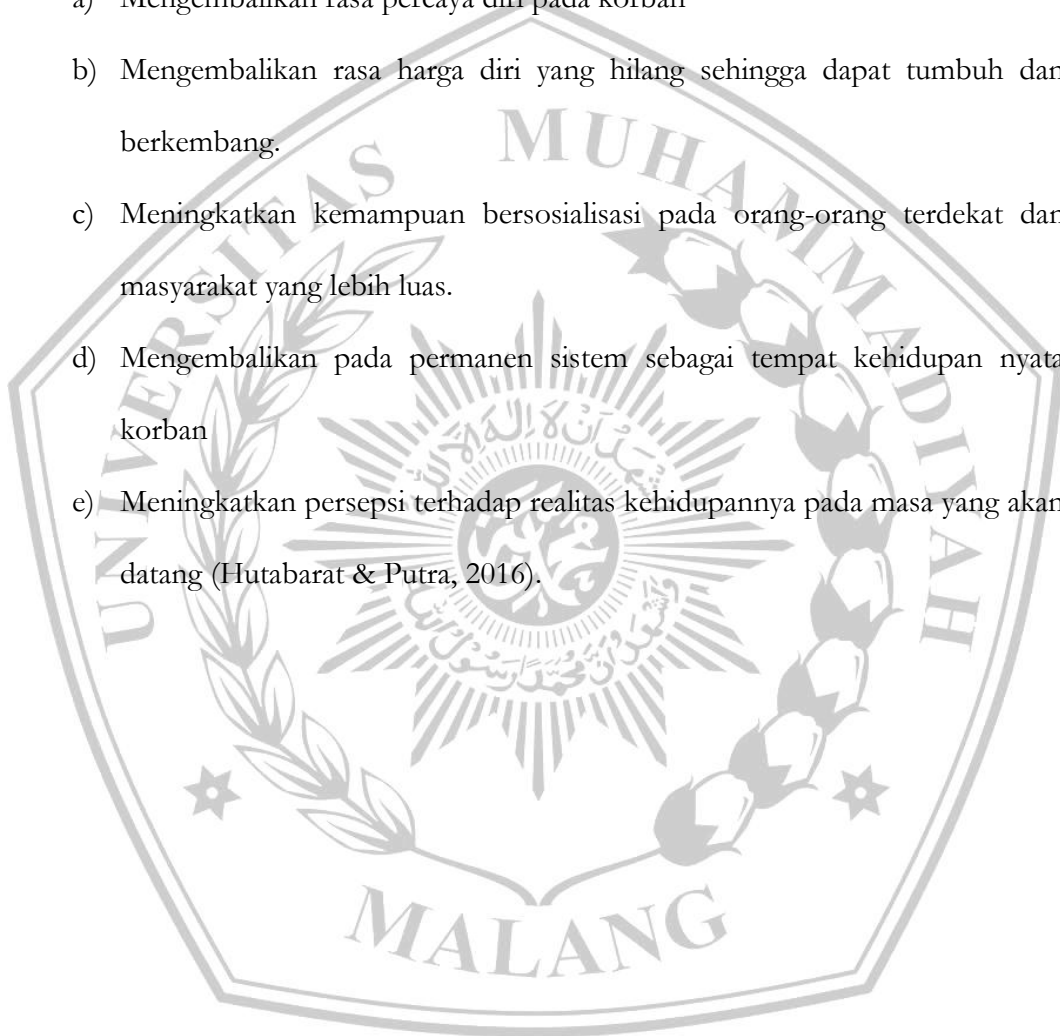 a) Mengembalikan rasa percaya diri pada korban
b) Mengembalikan rasa harga diri yang hilang sehingga dapat tumbuh dan
berkembang.
c) Meningkatkan kemampuan bersosialisasi pada orang-orang terdekat dan
masyarakat yang lebih luas.
d) Mengembalikan pada permanen sistem sebagai tempat kehidupan nyata
korban
e) Meningkatkan persepsi terhadap realitas kehidupannya pada masa yang akan
datang (Hutabarat & Putra, 2016).
UNIVERSITAS MUHAMMADIYAH
MALANG